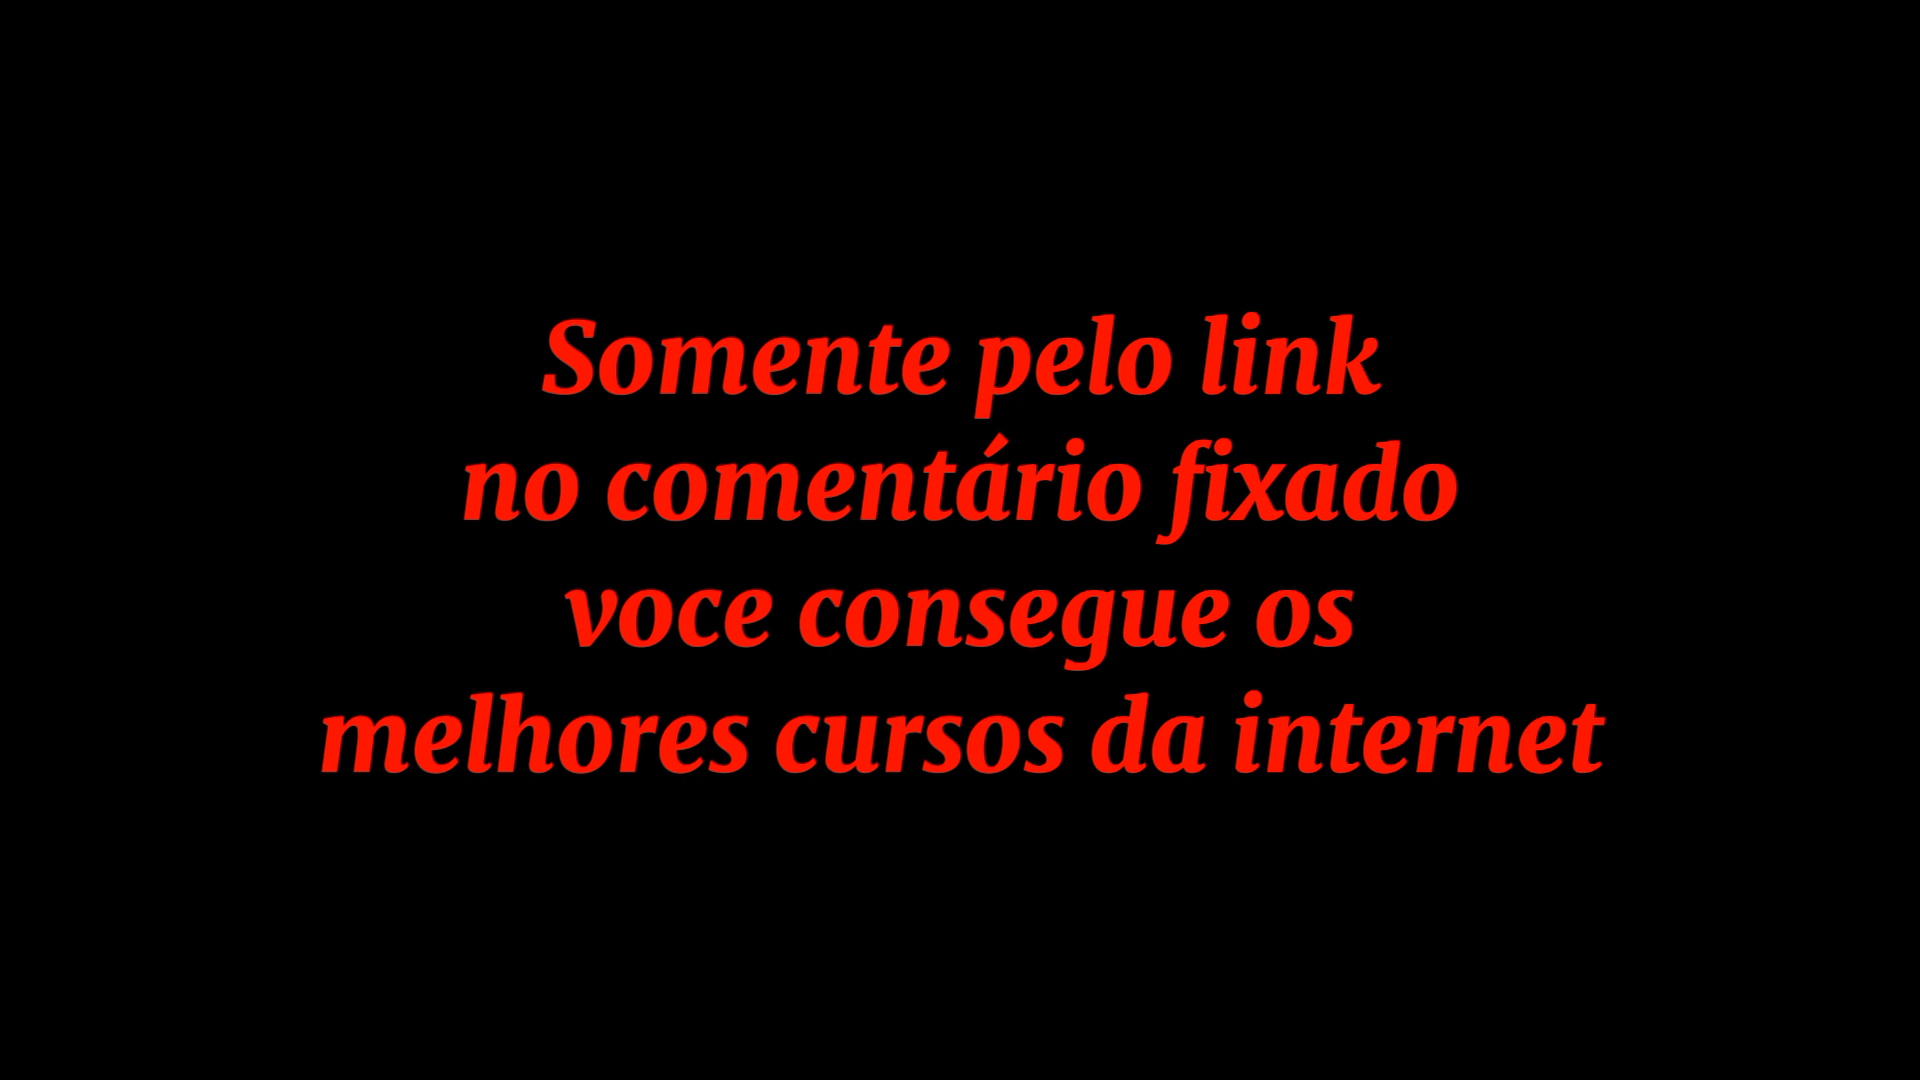 Somente pelo link
no comentário fixado
voce consegue os
melhores cursos da internet